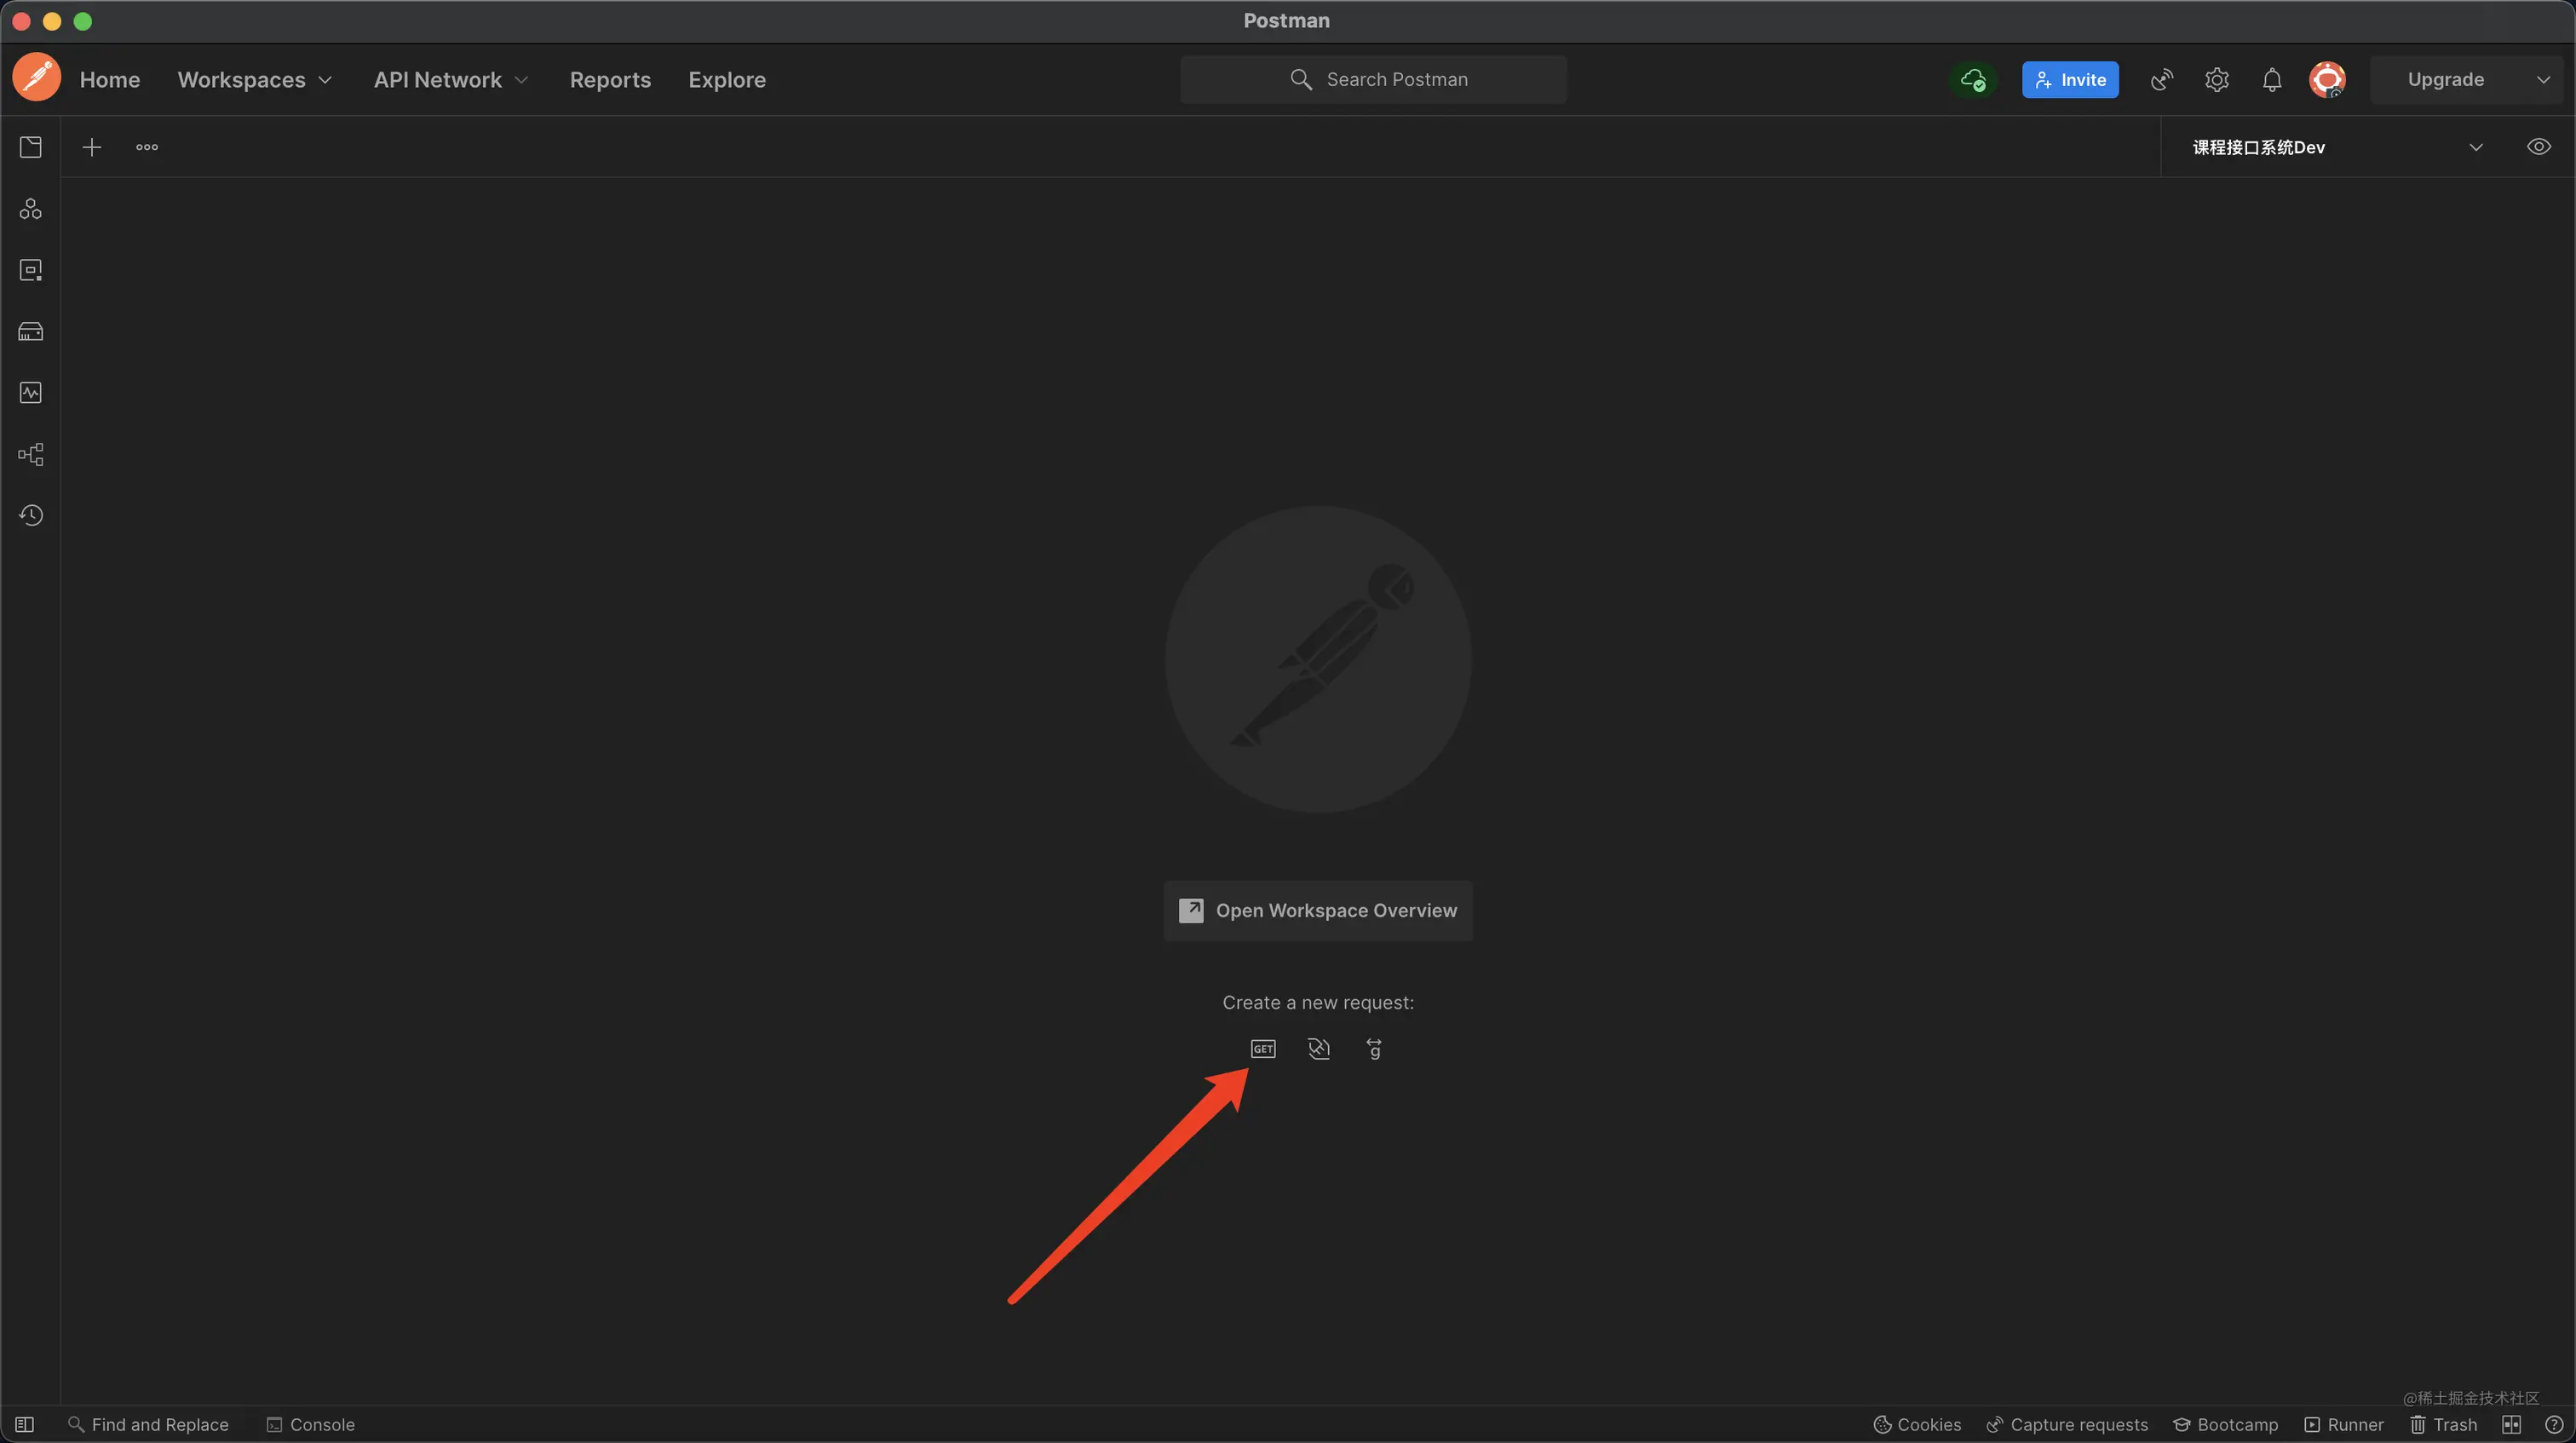 Postman
Home Workspaces API Network Reports Explore Search Postman Invite Upgrade
课程接口系统Dev
Open Workspace Overview
Create a new request:
GET g
@稀土掘金技术社区
Find and Replace Console Cookies Capture requests Bootcamp Runner Trash